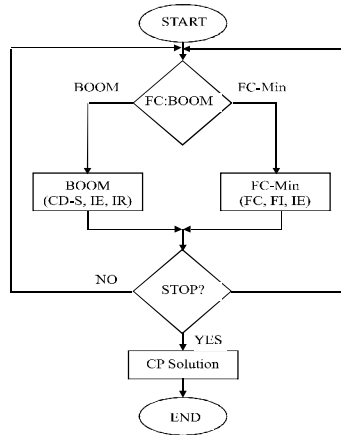 START
BOOM
FC-Min
FC:BOOM
BOOM
(CD-S, IE, IR)
FC-Min
(FC, FI, IE)
NO
STOP?
YES
CP Solution
END